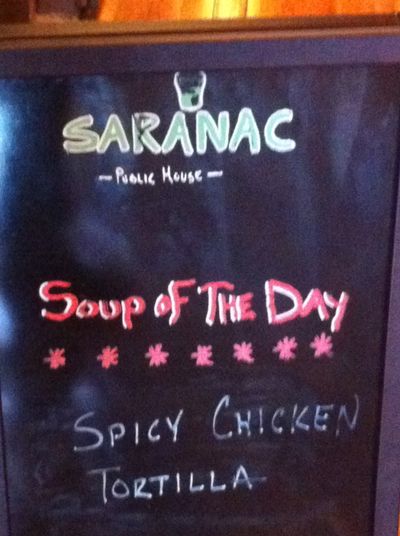 SARANAC
- PUBLIC HOUSE -
SOUP OF THE DAY
* * * * * * *
SPICY CHICKEN
TORTILLA